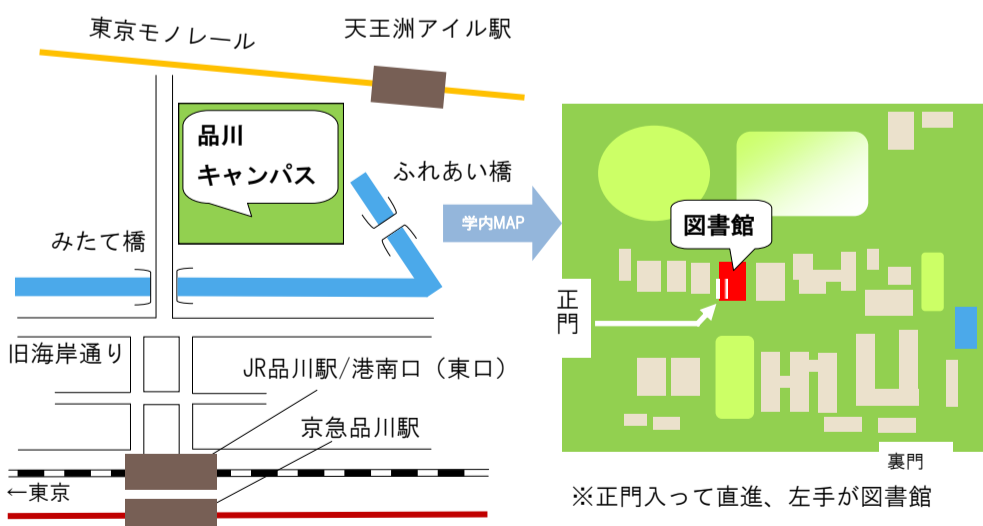 東京モノレール
天王洲アイル駅
品川
キャンパス
ふれあい橋
みたて橋
旧海岸通り
JR品川駅/港南口（東口）
京急品川駅
←東京
学内MAP
図書館
正門
裏門
※正門入って直進、左手が図書館